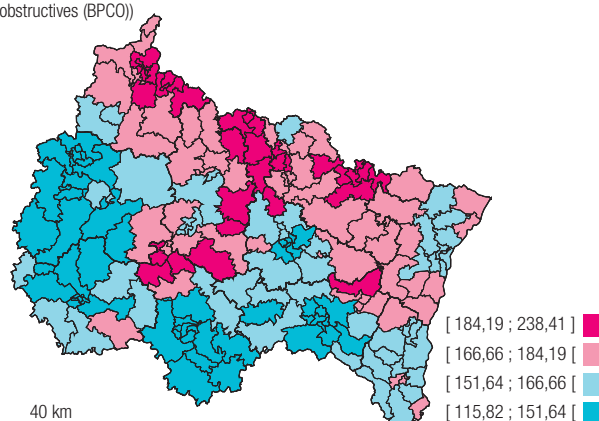 obstructives (BPCO))
[ 184,19 ; 238,41 ]
[ 166,66 ; 184,19 [
[ 151,64 ; 166,66 [
[ 115,82 ; 151,64 [
40 km